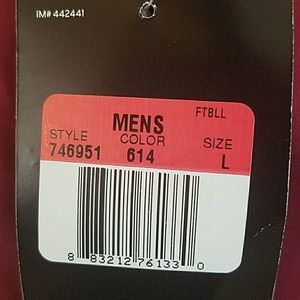 IM# 442441
FTBLL
MENS
STYLE COLOR SIZE
746951 614 L
8 83212 76133 0